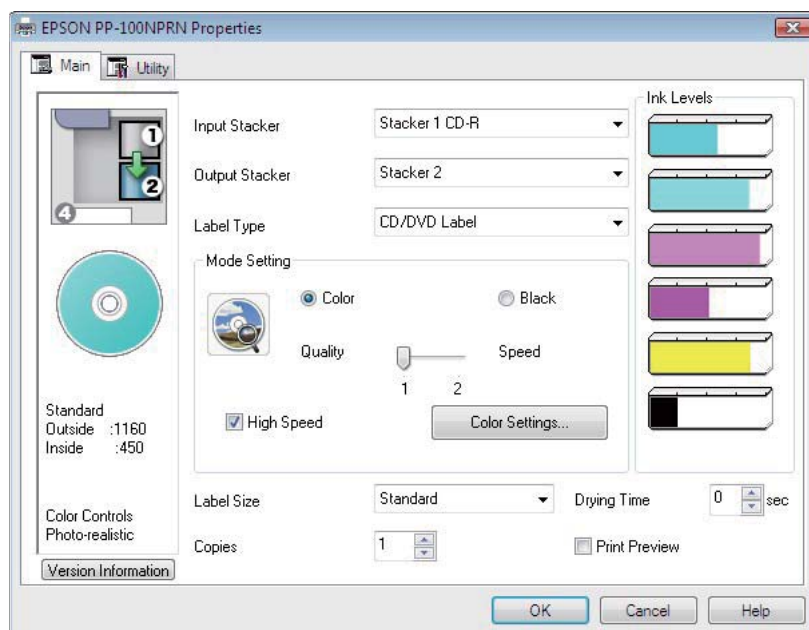 EPSON PP-100NPRN Properties
Main
Utility
1
2
4
Standard
Outside :1160
Inside :450
Color Controls
Photo-realistic
Version Information
Input Stacker
Stacker 1 CD-R
Output Stacker
Stacker 2
Label Type
CD/DVD Label
Mode Setting
Color
Black
Quality
Speed
1 2
High Speed
Color Settings...
Label Size
Standard
Drying Time
0
sec
Copies
1
Print Preview
Ink Levels
OK
Cancel
Help